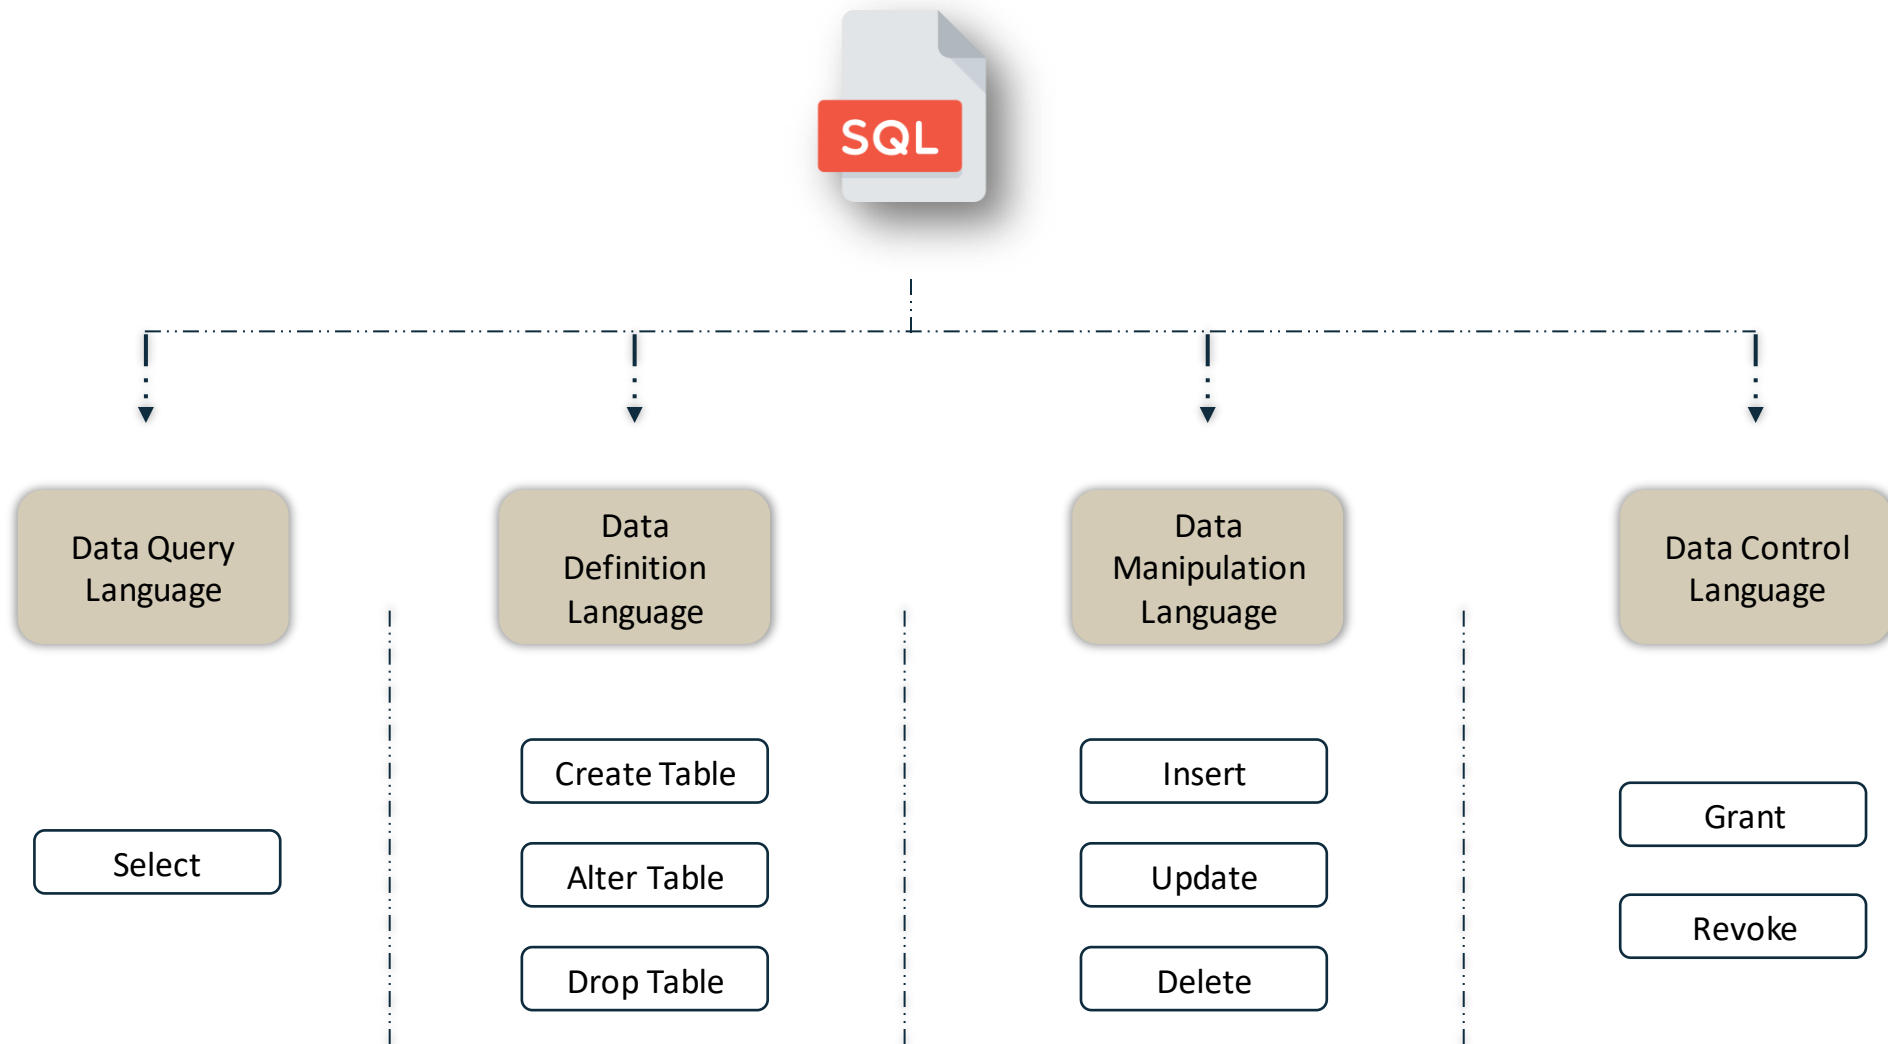 SQL
Data Query
Language
Data
Definition
Language
Data
Manipulation
Language
Data Control
Language
Select
Create Table
Alter Table
Drop Table
Insert
Update
Delete
Grant
Revoke